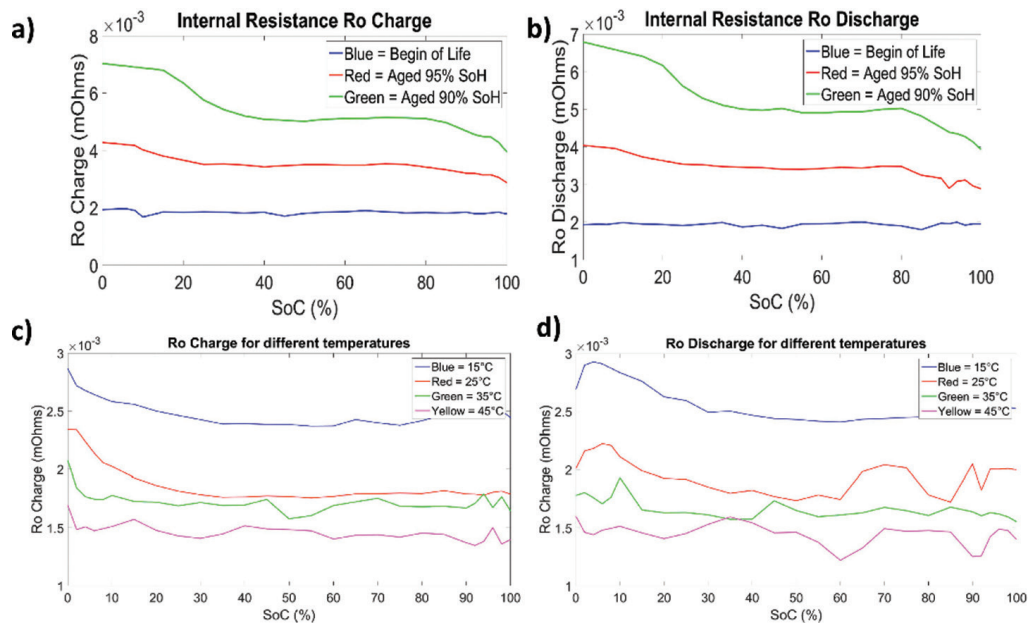 a)
Internal Resistance Ro Charge
×10⁻³
8
6
4
2
0
Ro Charge (mOhms)
Blue = Begin of Life
Red = Aged 95% SoH
Green = Aged 90% SoH
0 20 40 60 80 100
SoC (%)
b)
Internal Resistance Ro Discharge
×10⁻³
7
6
5
4
3
2
1
Ro Discharge (mOhms)
Blue = Begin of Life
Red = Aged 95% SoH
Green = Aged 90% SoH
0 20 40 60 80 100
SoC (%)
c)
Ro Charge for different temperatures
×10⁻³
3
2.5
2
1.5
1
Ro Charge (mOhms)
Blue = 15°C
Red = 25°C
Green = 35°C
Yellow = 45°C
0 10 20 30 40 50 60 70 80 90 100
SoC (%)
d)
Ro Discharge for different temperatures
×10⁻³
3
2.5
2
1.5
1
Ro Charge (mOhms)
Blue = 15°C
Red = 25°C
Green = 35°C
Yellow = 45°C
0 10 20 30 40 50 60 70 80 90 100
SoC (%)